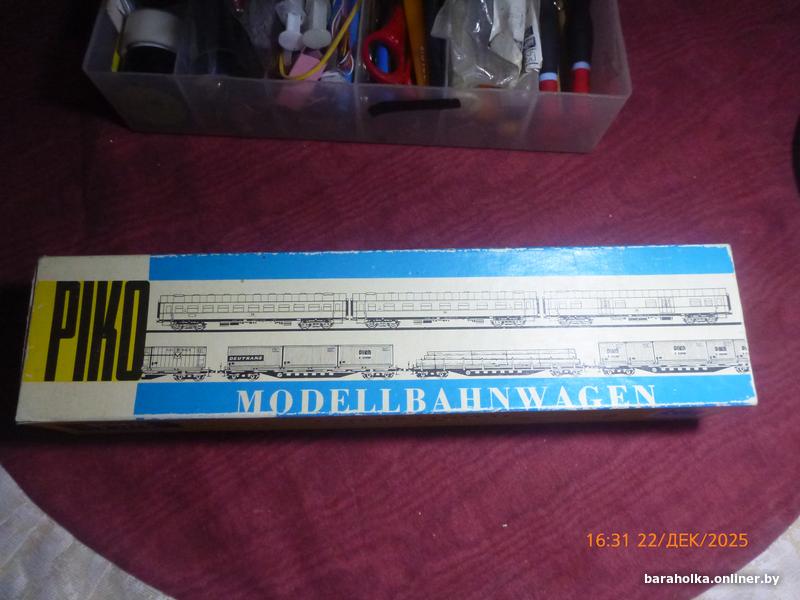 PIKO
DEUTRANS
MODELLBAHNWAGEN
16:31 22/ДЕК/2025
baraholka.onliner.by